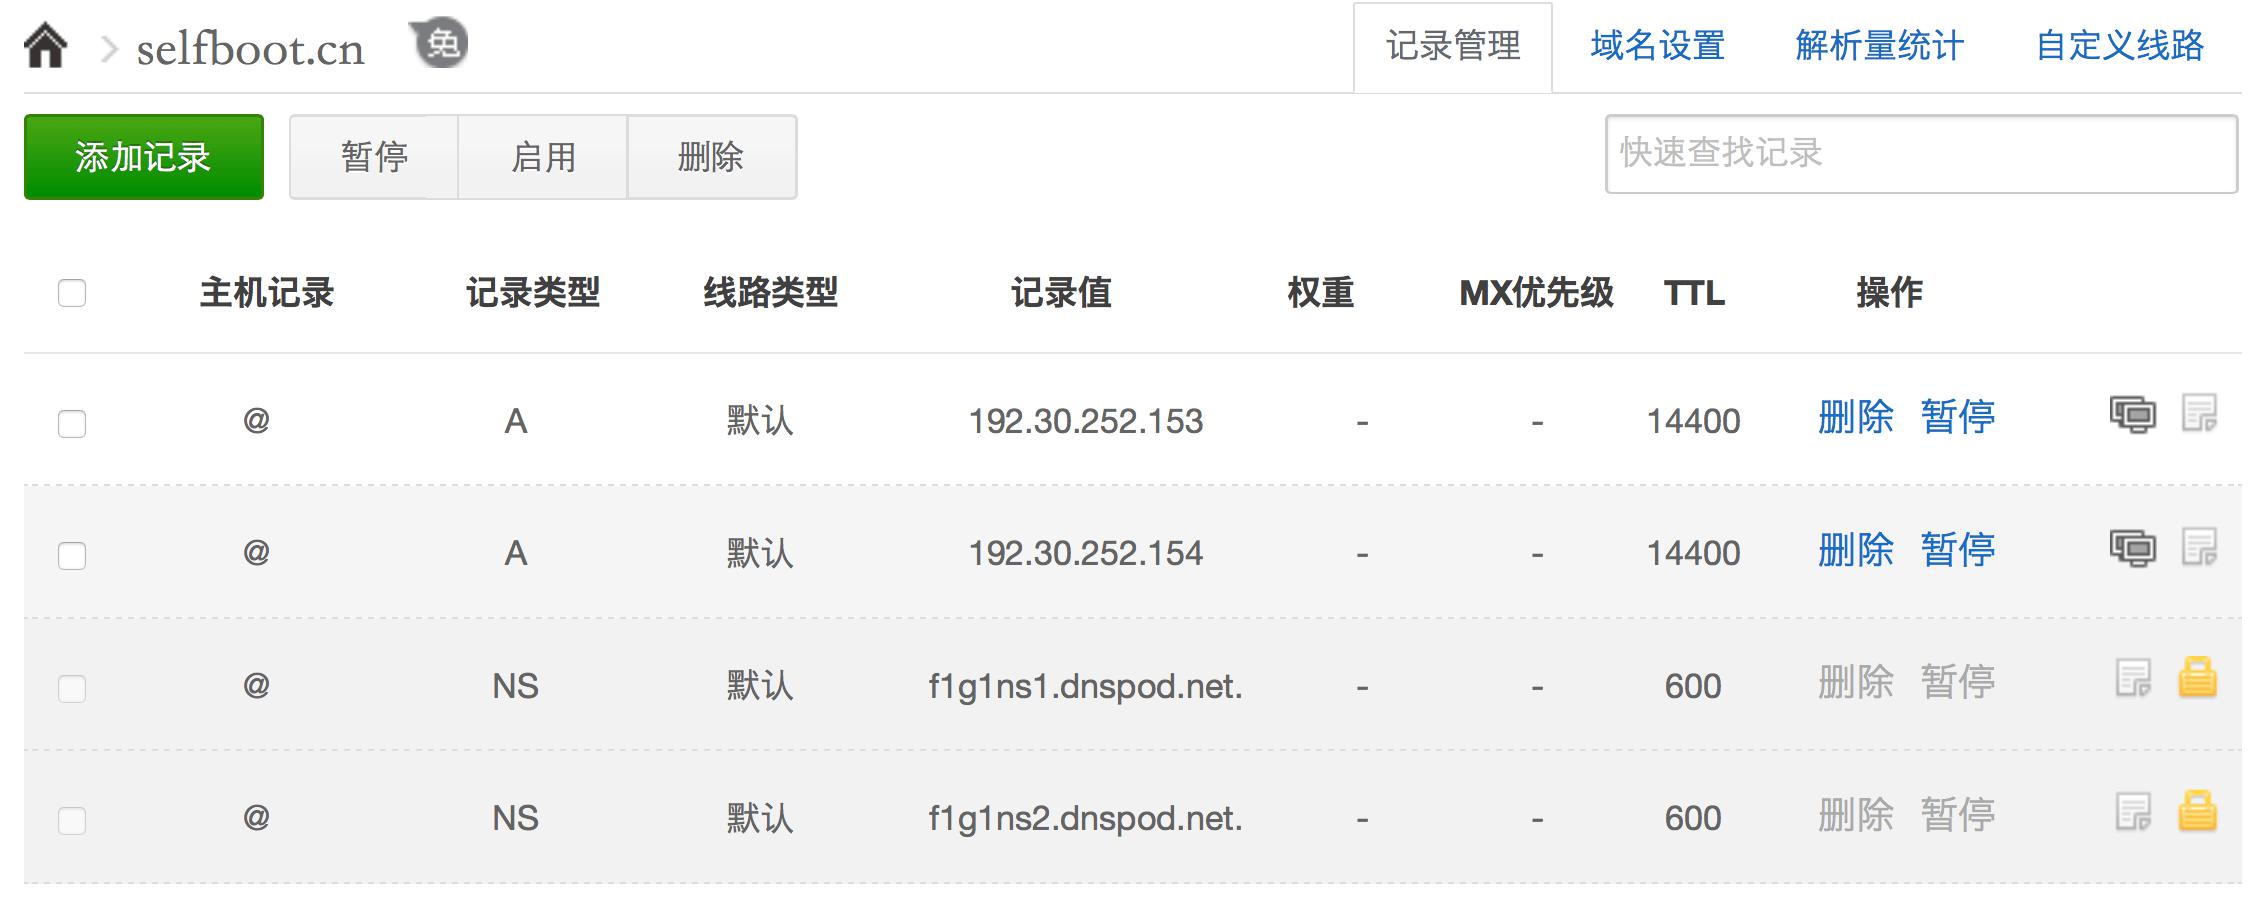 selfboot.cn 免 记录管理 域名设置 解析量统计 自定义线路
添加记录 暂停 启用 删除 快速查找记录
主机记录 记录类型 线路类型 记录值 权重 MX优先级 TTL 操作
@ A 默认 192.30.252.153 - - 14400 删除 暂停
@ A 默认 192.30.252.154 - - 14400 删除 暂停
@ NS 默认 f1g1ns1.dnspod.net. - - 600 删除 暂停
@ NS 默认 f1g1ns2.dnspod.net. - - 600 删除 暂停